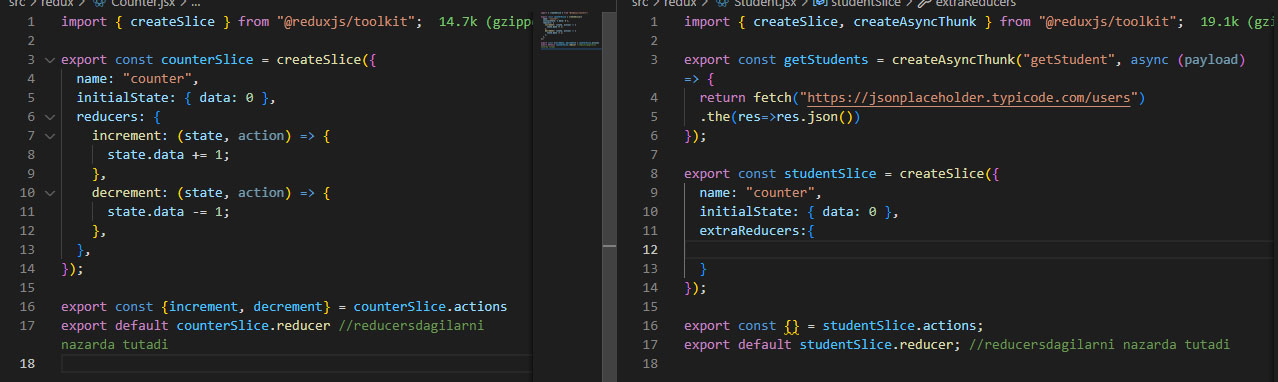 src > redux > Counter.jsx > ...
1 import { createSlice } from "@reduxjs/toolkit"; 14.7k (gzipp
2
3 export const counterSlice = createSlice({
4 name: "counter",
5 initialState: { data: 0 },
6 reducers: {
7 increment: (state, action) => {
8 state.data += 1;
9 },
10 decrement: (state, action) => {
11 state.data -= 1;
12 },
13 },
14 });
15
16 export const {increment, decrement} = counterSlice.actions
17 export default counterSlice.reducer //reducersdagilarni
nazarda tutadi
18
src > redux > Student.jsx > studentSlice > extraReducers
1 import { createSlice, createAsyncThunk } from "@reduxjs/toolkit"; 19.1k (gzi
2
3 export const getStudents = createAsyncThunk("getStudent", async (payload)
=> {
4 return fetch("https://jsonplaceholder.typicode.com/users")
5 .the(res=>res.json())
6 });
7
8 export const studentSlice = createSlice({
9 name: "counter",
10 initialState: { data: 0 },
11 extraReducers:{
12
13 }
14 });
15
16 export const {} = studentSlice.actions;
17 export default studentSlice.reducer; //reducersdagilarni nazarda tutadi
18